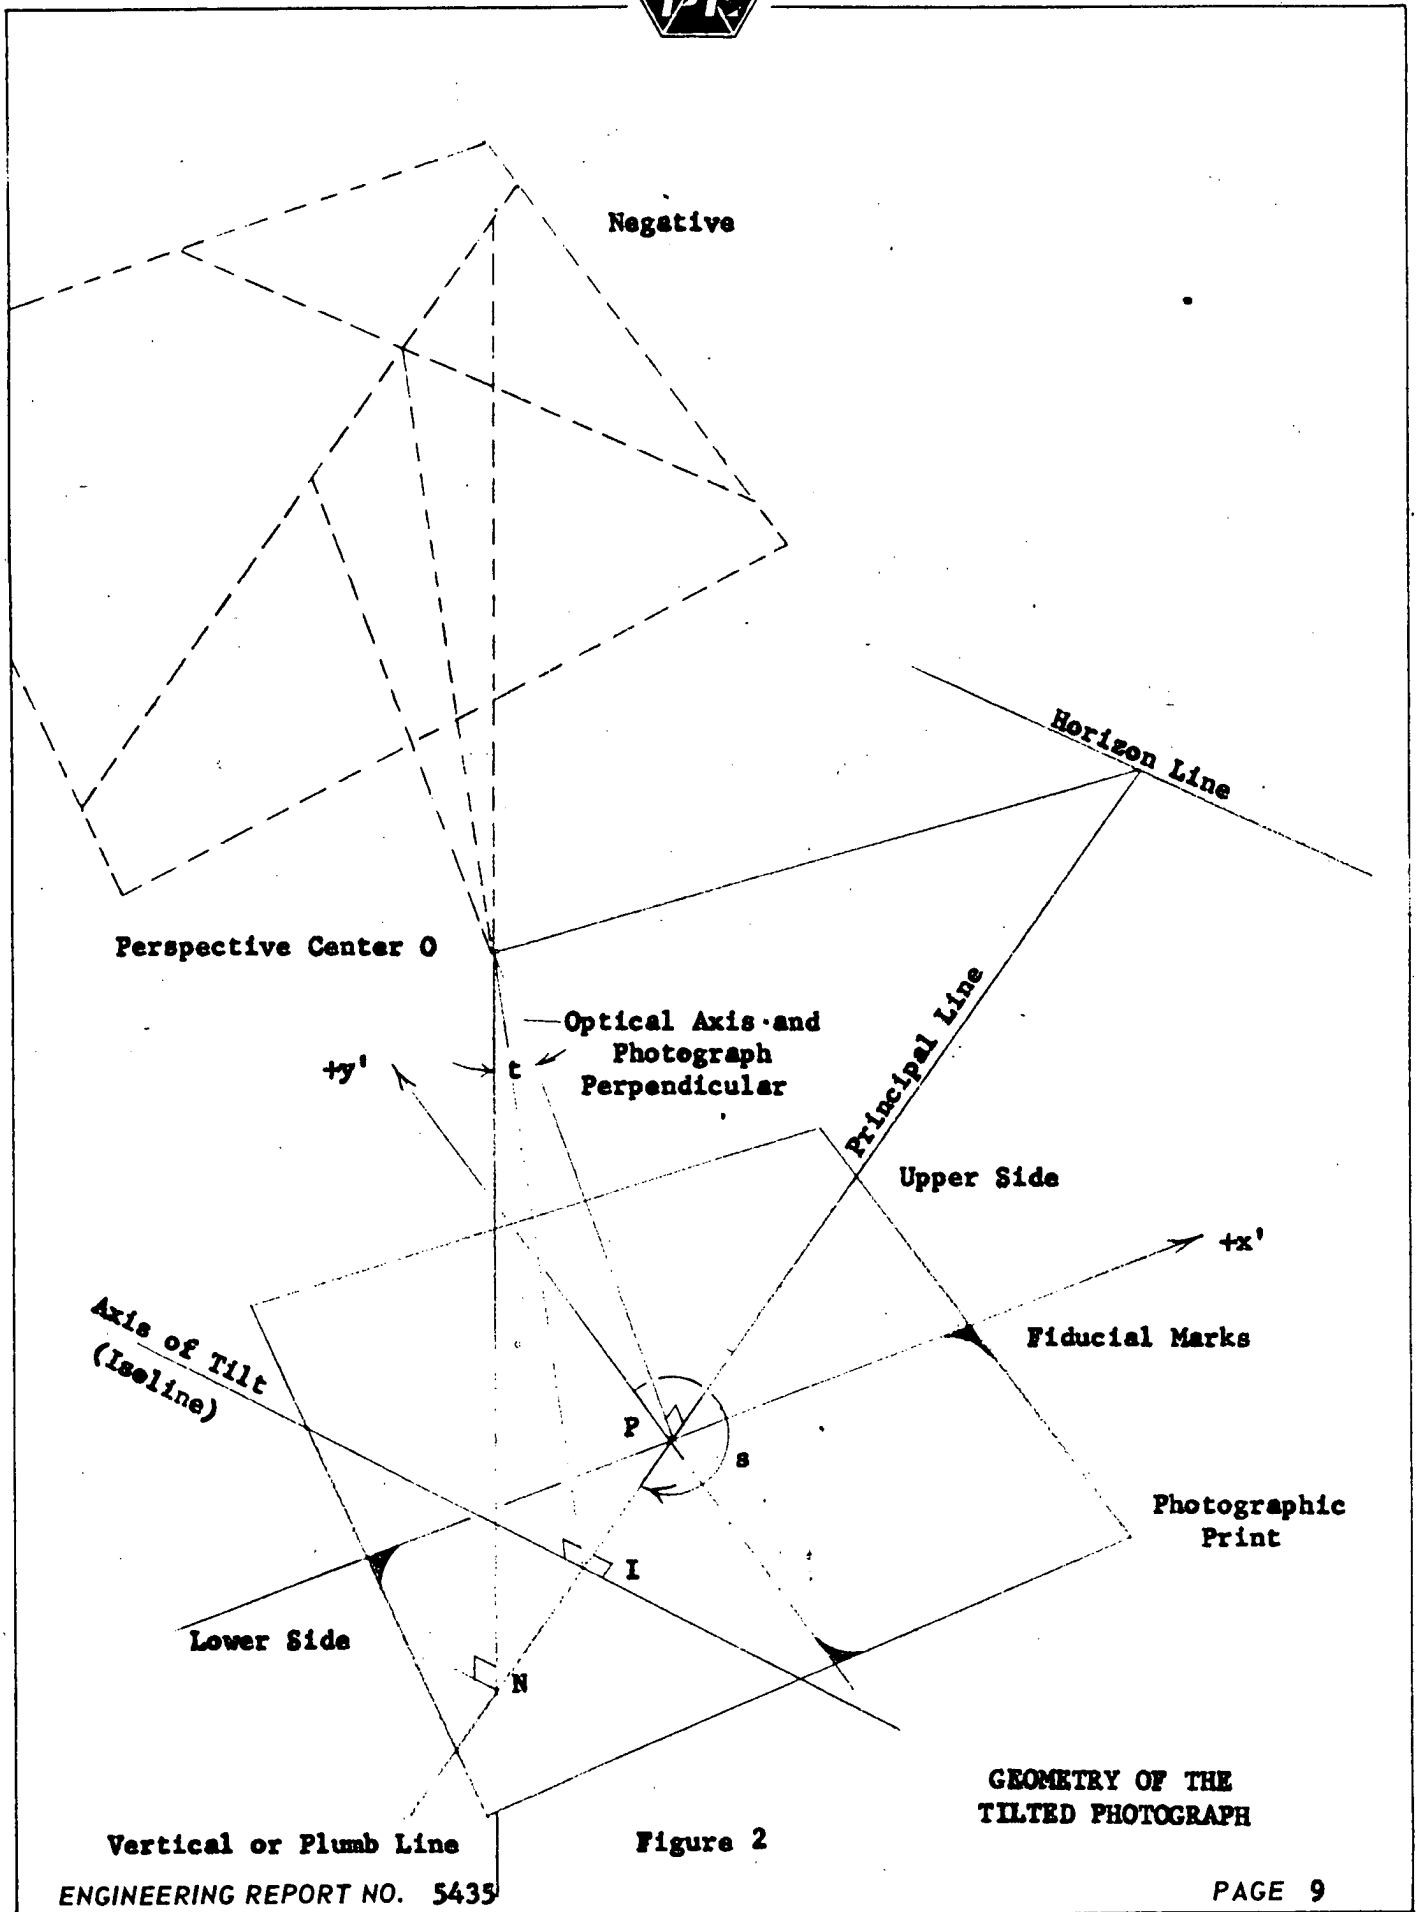 Negative
Horizon Line
Perspective Center O
Optical Axis and
Photograph
Perpendicular
+y'
t
Principal Line
Upper Side
+x'
Axis of Tilt
(Isoline)
Fiducial Marks
P
s
Photographic
Print
I
Lower Side
N
GEOMETRY OF THE
TILTED PHOTOGRAPH
Vertical or Plumb Line
Figure 2
ENGINEERING REPORT NO. 5435
PAGE 9